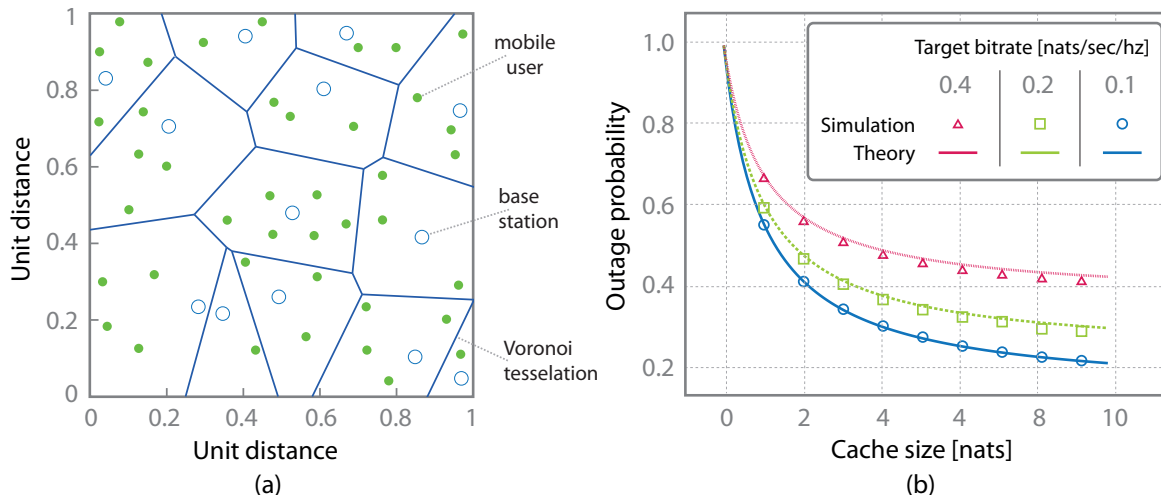 1
0.8
0.6
0.4
0.2
0
0 0.2 0.4 0.6 0.8 1
Unit distance
Unit distance
mobile
user
base
station
Voronoi
tesselation
(a)
1.0
0.8
0.6
0.4
0.2
Outage probability
Target bitrate [nats/sec/hz]
0.4 0.2 0.1
Simulation
Theory
0 2 4 4 8 10
Cache size [nats]
(b)